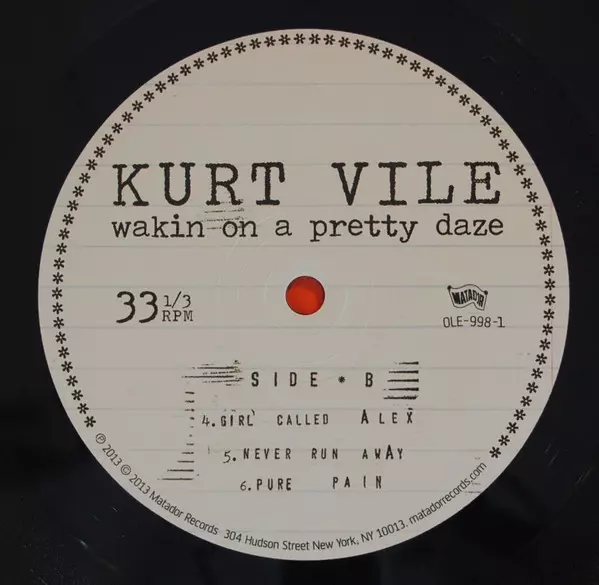 KURT VILE
wakin on a pretty daze
33 1/3 RPM
MATADOR
OLE-998-1
SIDE * B
4. GIRL CALLED ALEX
5. NEVER RUN AWAY
6. PURE PAIN
℗ 2013 © 2013 Matador Records 304 Hudson Street New York, NY 10013. matadorrecords.com